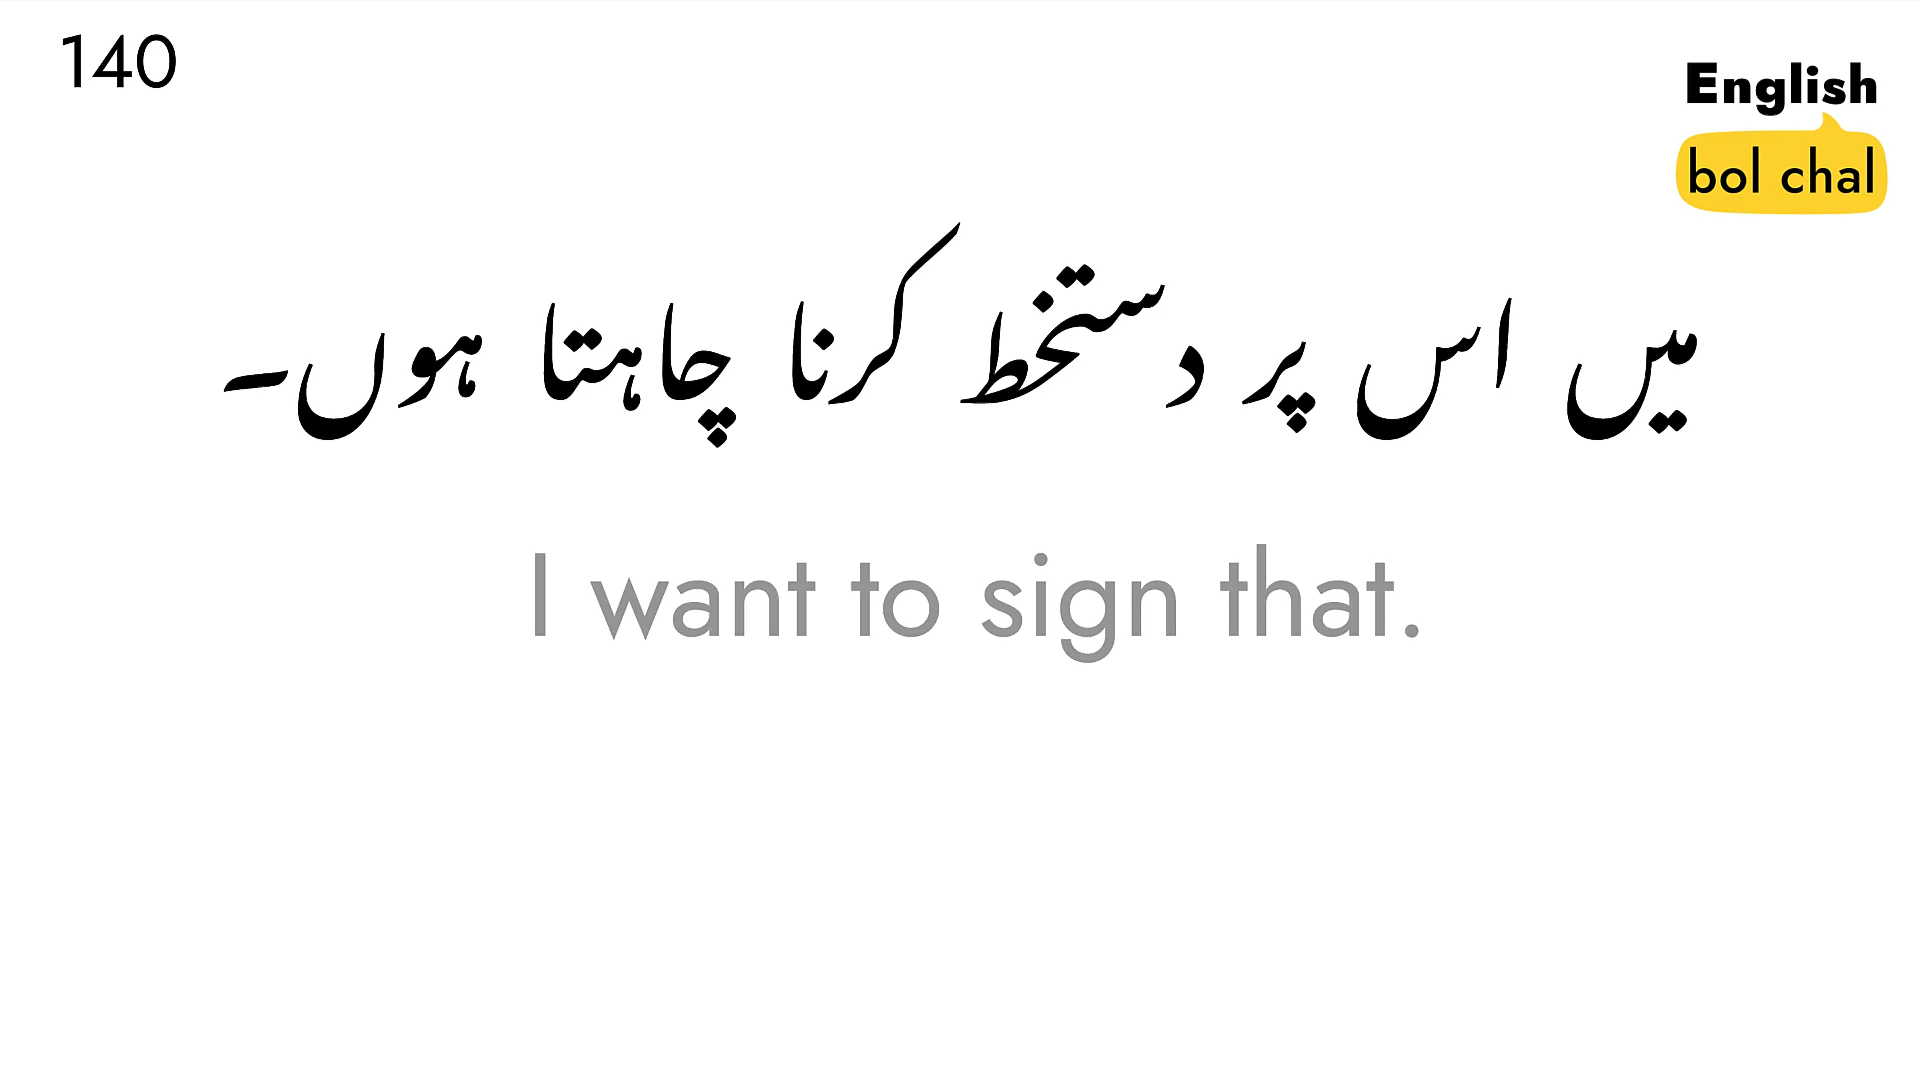 140
English
bol chal
میں اس پر دستخط کرنا چاہتا ہوں۔
I want to sign that.